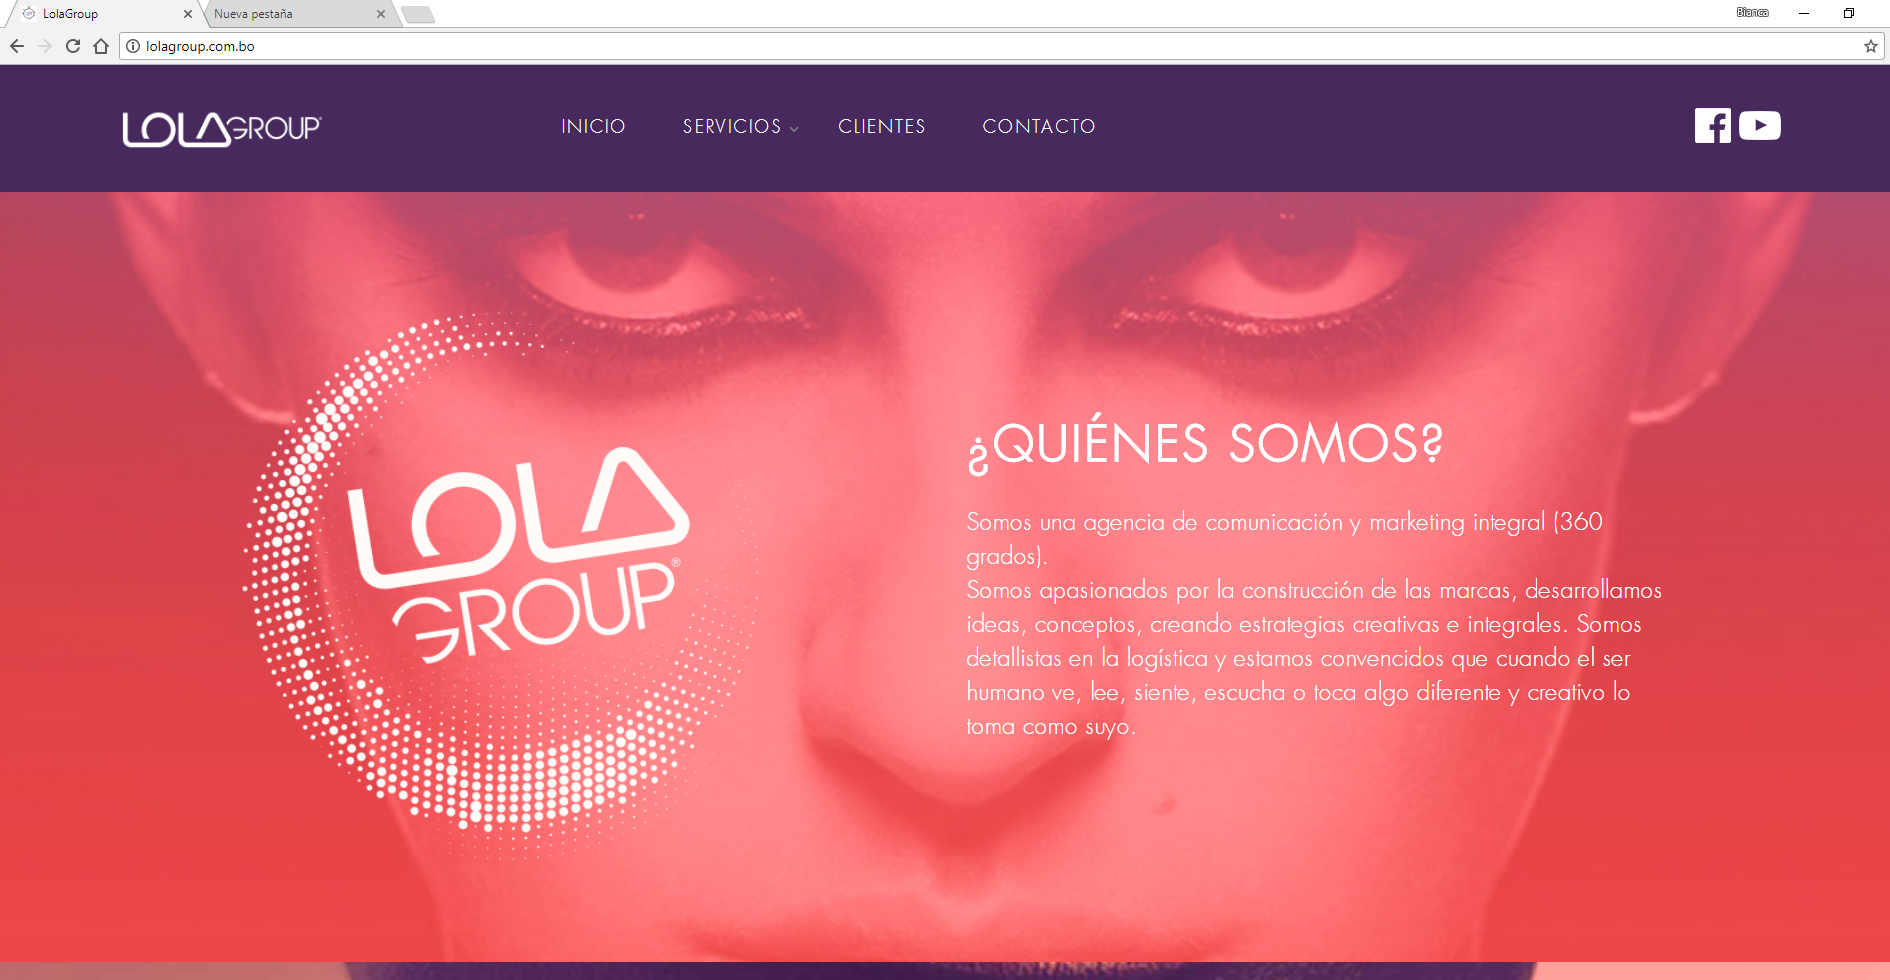 LolaGroup
Nueva pestaña
Bianca
lolagroup.com.bo
LOLAGROUP
INICIO
SERVICIOS
CLIENTES
CONTACTO
LOLA
GROUP®
¿QUIÉNES SOMOS?
Somos una agencia de comunicación y marketing integral (360
grados).
Somos apasionados por la construcción de las marcas, desarrollamos
ideas, conceptos, creando estrategias creativas e integrales. Somos
detallistas en la logística y estamos convencidos que cuando el ser
humano ve, lee, siente, escucha o toca algo diferente y creativo lo
toma como suyo.